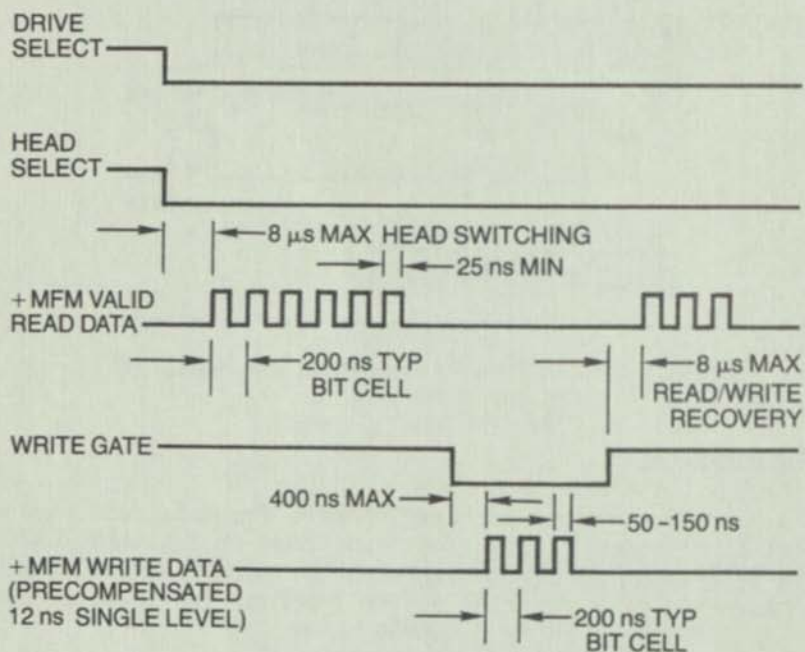 DRIVE
SELECT
HEAD
SELECT
8 μs MAX HEAD SWITCHING
25 ns MIN
+ MFM VALID
READ DATA
200 ns TYP
BIT CELL
8 μs MAX
READ/WRITE
RECOVERY
WRITE GATE
400 ns MAX
50 -150 ns
+ MFM WRITE DATA
(PRECOMPENSATED
12 ns SINGLE LEVEL)
200 ns TYP
BIT CELL